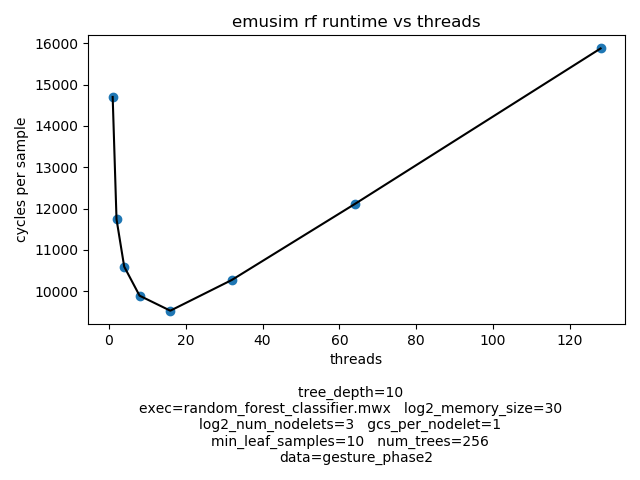 emusim rf runtime vs threads
16000
15000
14000
13000
12000
11000
10000
cycles per sample
0 20 40 60 80 100 120
threads
tree_depth=10
exec=random_forest_classifier.mwx log2_memory_size=30
log2_num_nodelets=3 gcs_per_nodelet=1
min_leaf_samples=10 num_trees=256
data=gesture_phase2